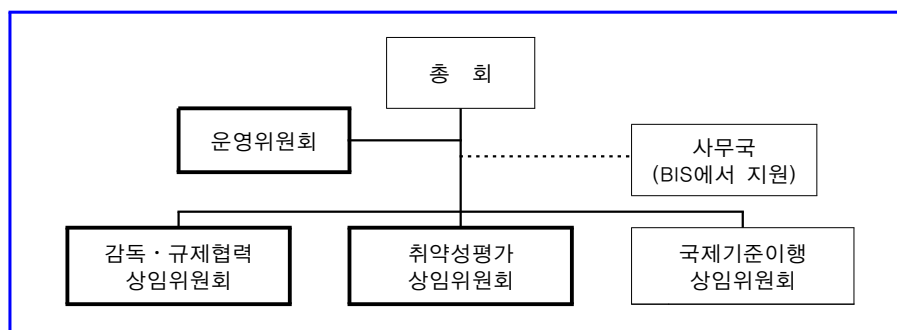 총 회
운영위원회
사무국
(BIS에서 지원)
감독・규제협력
상임위원회
취약성평가
상임위원회
국제기준이행
상임위원회